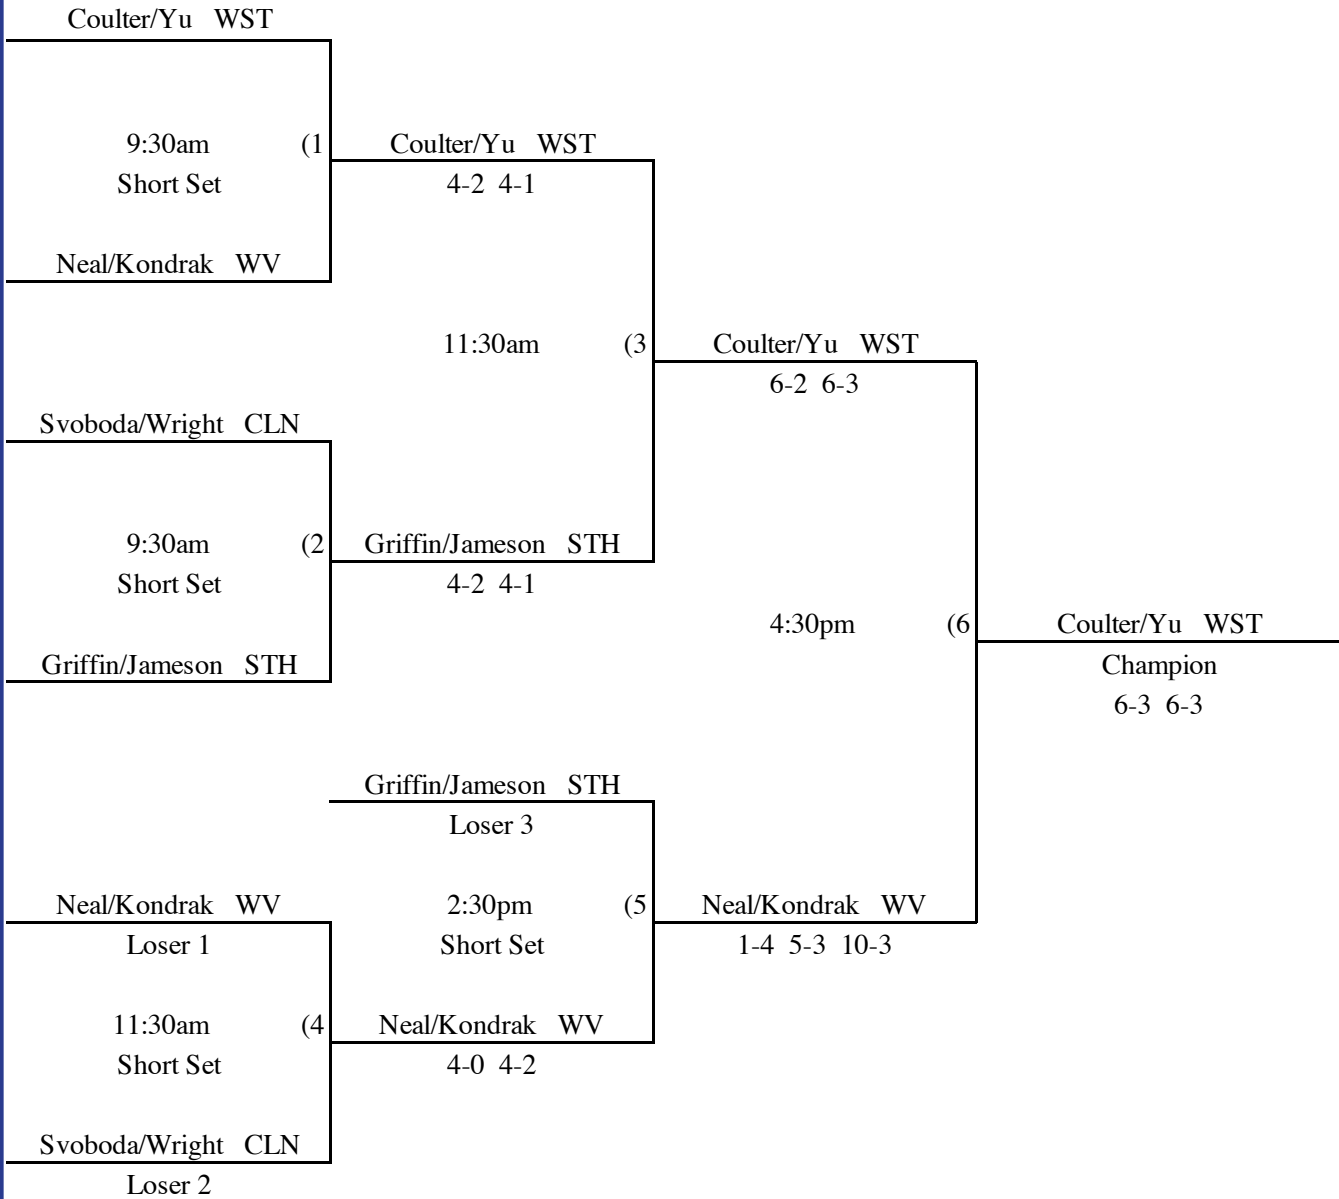 Coulter/Yu WST
9:30am (1 Coulter/Yu WST
Short Set 4-2 4-1
Neal/Kondrak WV
11:30am (3 Coulter/Yu WST
6-2 6-3
Svoboda/Wright CLN
9:30am (2 Griffin/Jameson STH
Short Set 4-2 4-1
4:30pm (6 Coulter/Yu WST
Griffin/Jameson STH Champion
6-3 6-3
Griffin/Jameson STH
Loser 3
Neal/Kondrak WV 2:30pm (5 Neal/Kondrak WV
Loser 1 Short Set 1-4 5-3 10-3
11:30am (4 Neal/Kondrak WV
Short Set 4-0 4-2
Svoboda/Wright CLN
Loser 2